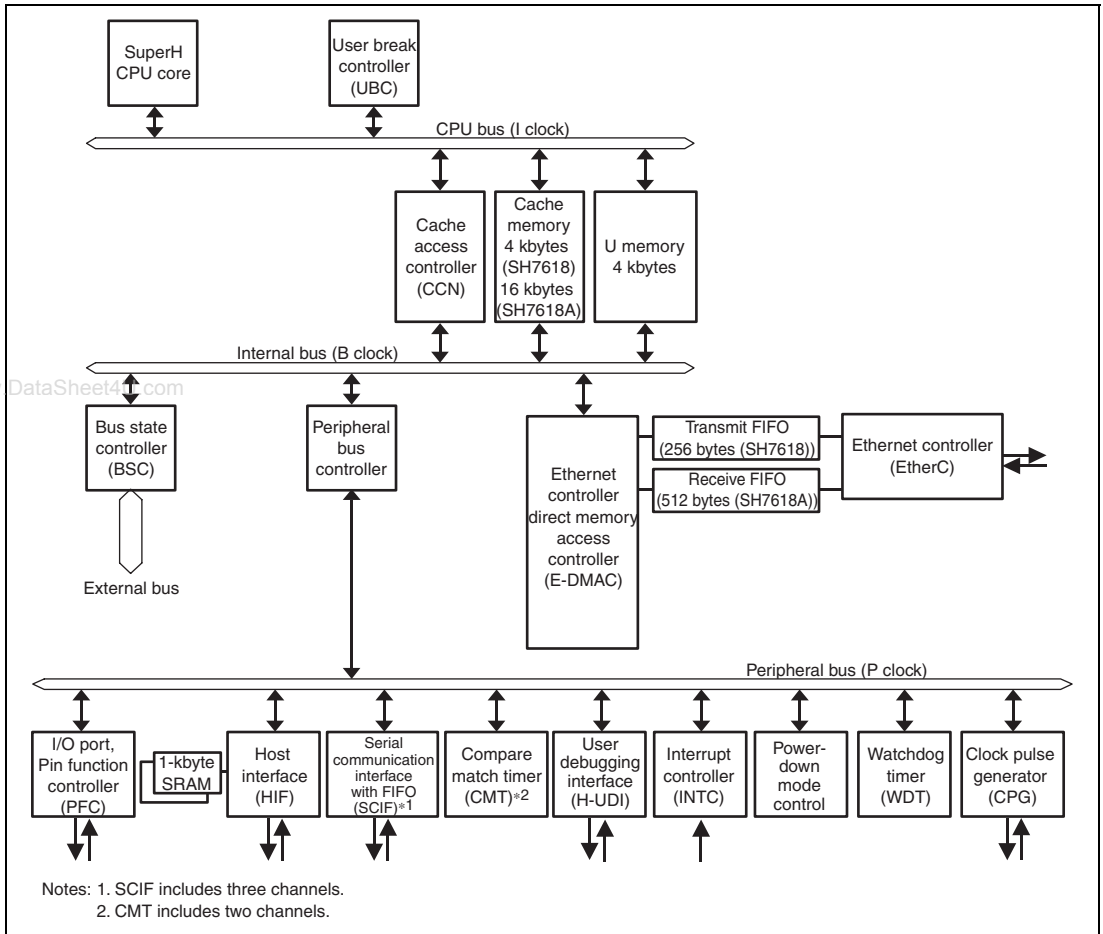 SuperH
CPU core
User break
controller
(UBC)
CPU bus (I clock)
Cache
access
controller
(CCN)
Cache
memory
4 kbytes
(SH7618)
16 kbytes
(SH7618A)
U memory
4 kbytes
Internal bus (B clock)
DataSheet4U.com
Bus state
controller
(BSC)
Peripheral
bus
controller
Ethernet
controller
direct memory
access
controller
(E-DMAC)
Transmit FIFO
(256 bytes (SH7618))
Receive FIFO
(512 bytes (SH7618A))
Ethernet controller
(EtherC)
External bus
Peripheral bus (P clock)
I/O port,
Pin function
controller
(PFC)
1-kbyte
SRAM
Host
interface
(HIF)
Serial
communication
interface
with FIFO
(SCIF)*1
Compare
match timer
(CMT)*2
User
debugging
interface
(H-UDI)
Interrupt
controller
(INTC)
Power-
down
mode
control
Watchdog
timer
(WDT)
Clock pulse
generator
(CPG)
Notes: 1. SCIF includes three channels.
2. CMT includes two channels.